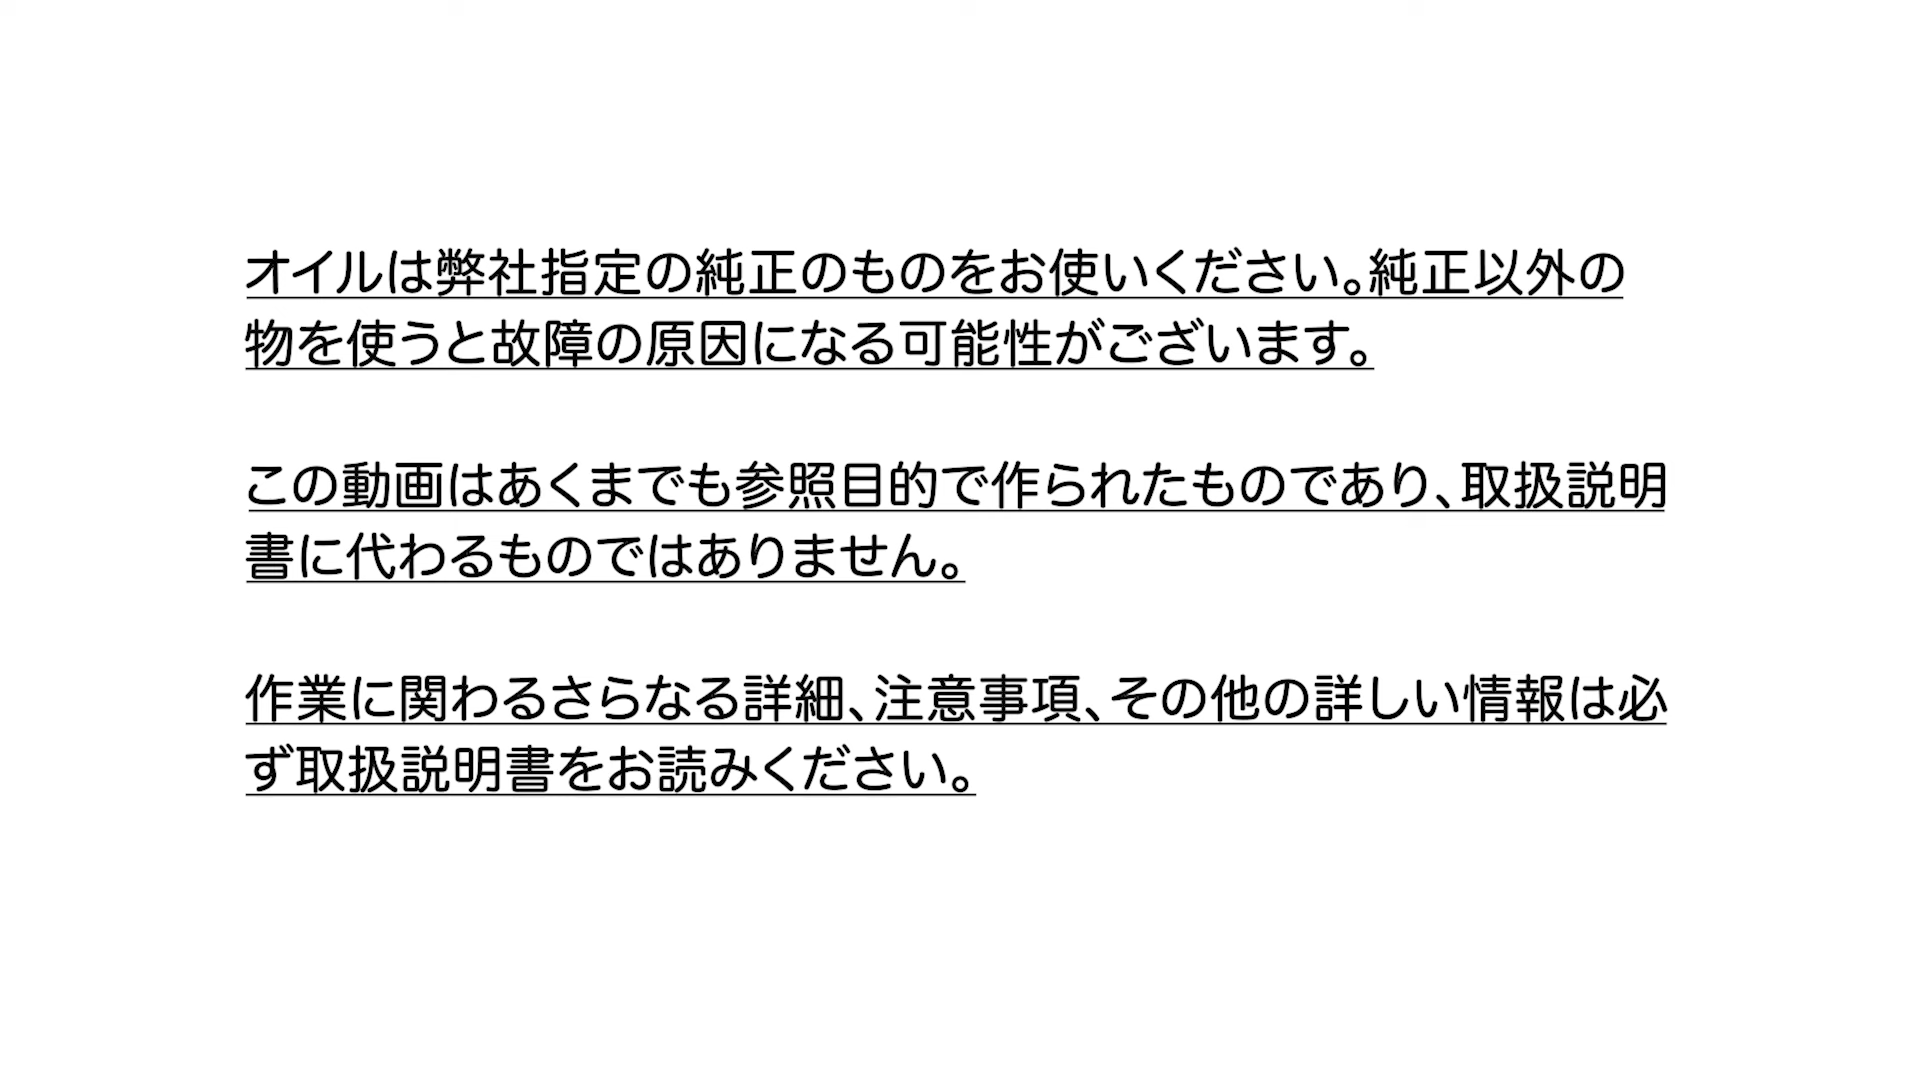 オイルは弊社指定の純正のものをお使いください。純正以外の
物を使うと故障の原因になる可能性がございます。
この動画はあくまでも参照目的で作られたものであり、取扱説明
書に代わるものではありません。
作業に関わるさらなる詳細、注意事項、その他の詳しい情報は必
ず取扱説明書をお読みください。